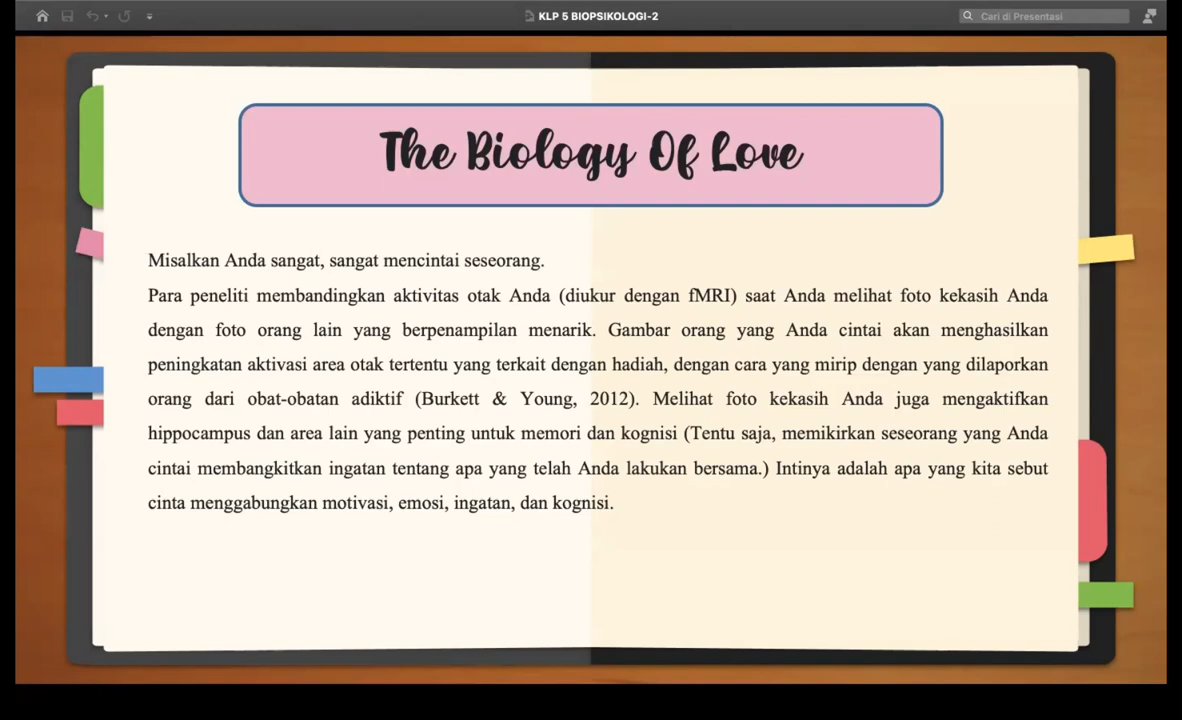 KLP 5 BIOPSIKOLOGI-2
Cari di Presentasi
The Biology Of Love
Misalkan Anda sangat, sangat mencintai seseorang.
Para peneliti membandingkan aktivitas otak Anda (diukur dengan fMRI) saat Anda melihat foto kekasih Anda
dengan foto orang lain yang berpenampilan menarik. Gambar orang yang Anda cintai akan menghasilkan
peningkatan aktivasi area otak tertentu yang terkait dengan hadiah, dengan cara yang mirip dengan yang dilaporkan
orang dari obat-obatan adiktif (Burkett & Young, 2012). Melihat foto kekasih Anda juga mengaktifkan
hippocampus dan area lain yang penting untuk memori dan kognisi (Tentu saja, memikirkan seseorang yang Anda
cintai membangkitkan ingatan tentang apa yang telah Anda lakukan bersama.) Intinya adalah apa yang kita sebut
cinta menggabungkan motivasi, emosi, ingatan, dan kognisi.